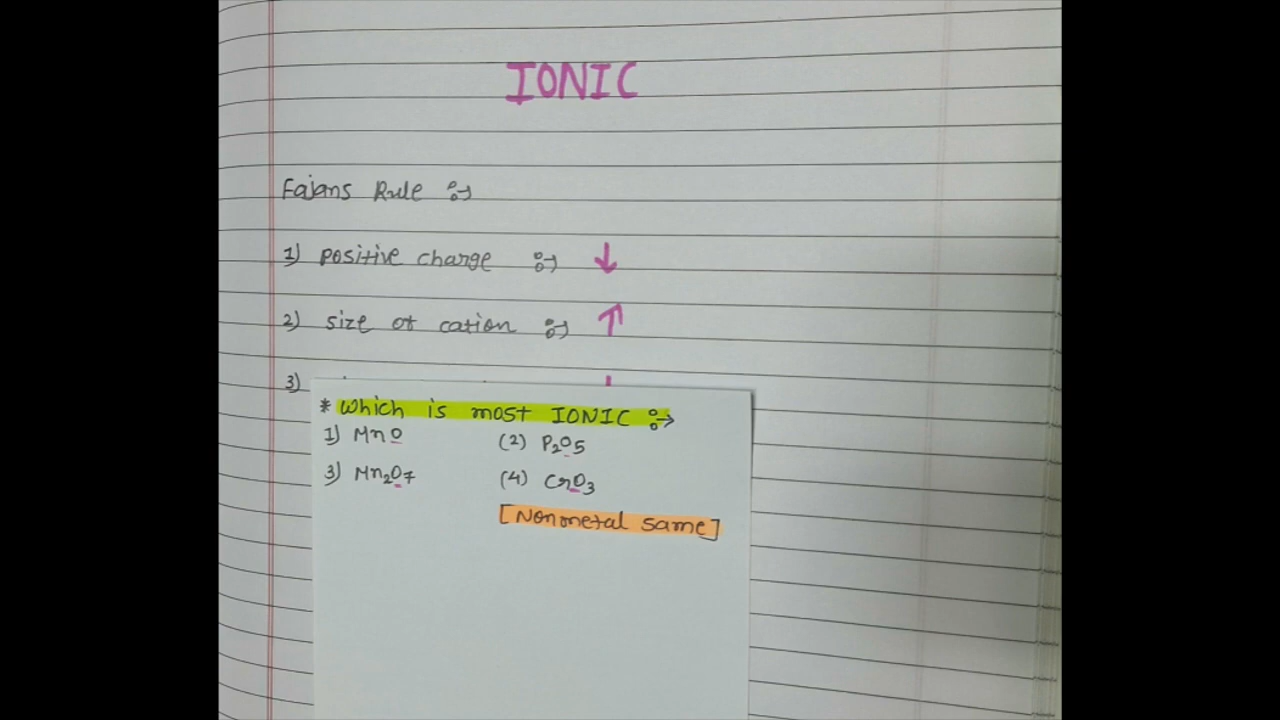 IONIC
Fajans Rule :→
1) positive charge :→ ↓
2) size of cation :→ ↑
3)
* Which is most IONIC :→
1) MnO (2) P₂O₅
3) Mn₂O₇ (4) CrO₃
[Nonmetal same]